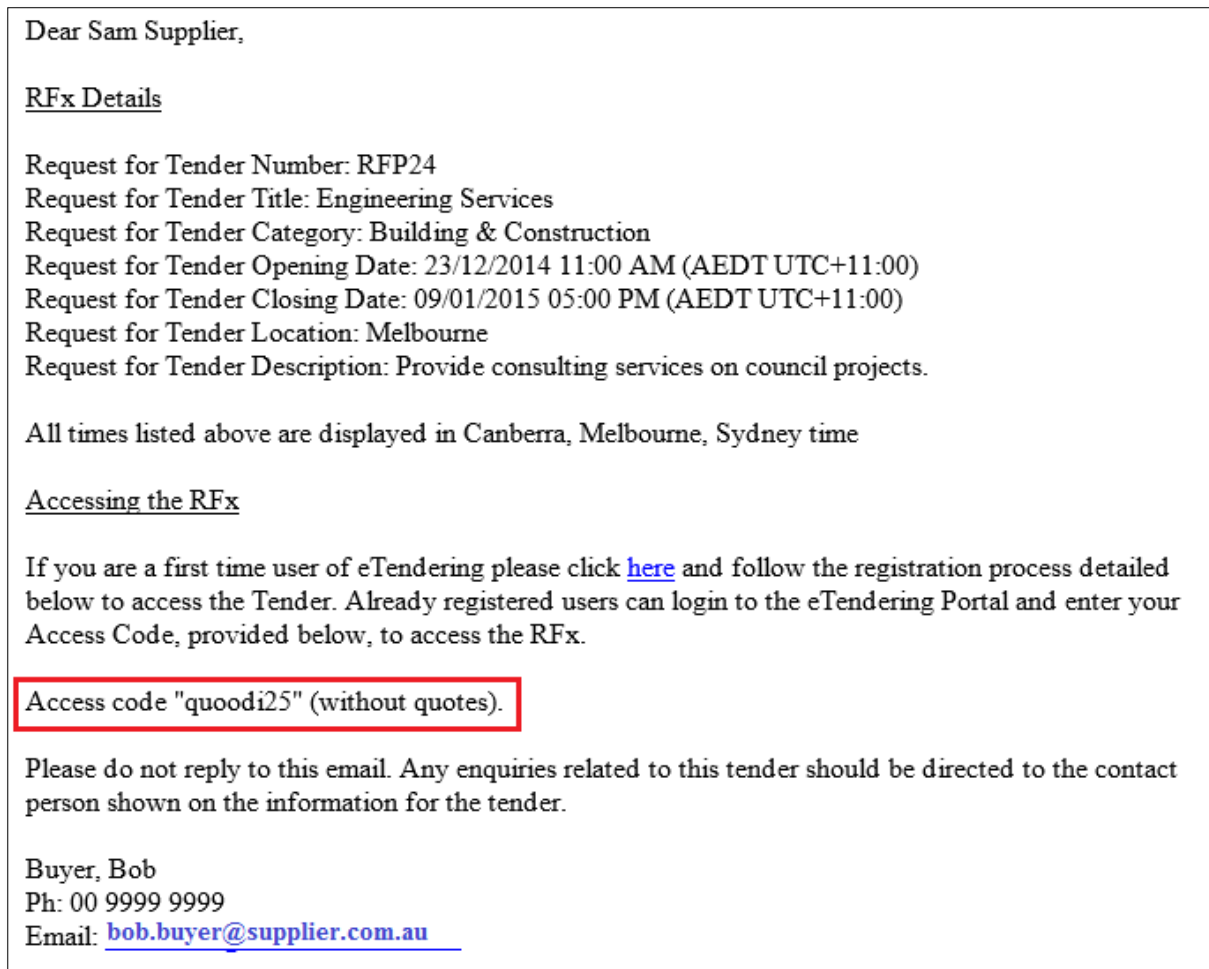 Dear Sam Supplier,
RFx Details
Request for Tender Number: RFP24
Request for Tender Title: Engineering Services
Request for Tender Category: Building & Construction
Request for Tender Opening Date: 23/12/2014 11:00 AM (AEDT UTC+11:00)
Request for Tender Closing Date: 09/01/2015 05:00 PM (AEDT UTC+11:00)
Request for Tender Location: Melbourne
Request for Tender Description: Provide consulting services on council projects.
All times listed above are displayed in Canberra, Melbourne, Sydney time
Accessing the RFx
If you are a first time user of eTendering please click here and follow the registration process detailed
below to access the Tender. Already registered users can login to the eTendering Portal and enter your
Access Code, provided below, to access the RFx.
Access code "quoodi25" (without quotes).
Please do not reply to this email. Any enquiries related to this tender should be directed to the contact
person shown on the information for the tender.
Buyer, Bob
Ph: 00 9999 9999
Email: bob.buyer@supplier.com.au